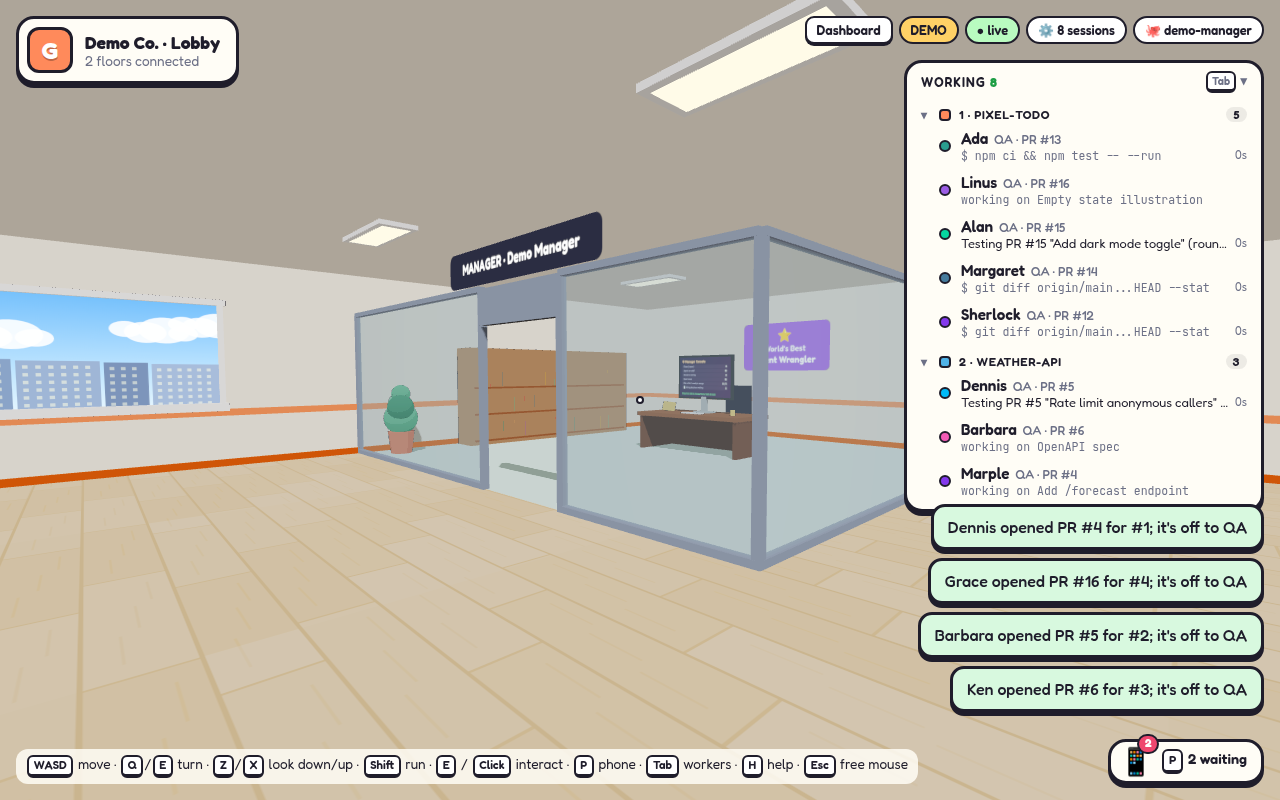 G
Demo Co. · Lobby
2 floors connected
Dashboard
DEMO
● live
⚙️ 8 sessions
🐙 demo-manager
WORKING 8
Tab ▼
▼ 1 · PIXEL-TODO 5
Ada QA · PR #13
$ npm ci && npm test -- --run 0s
Linus QA · PR #16
working on Empty state illustration
Alan QA · PR #15
Testing PR #15 "Add dark mode toggle" (roun... 0s
Margaret QA · PR #14
$ git diff origin/main...HEAD --stat 0s
Sherlock QA · PR #12
$ git diff origin/main...HEAD --stat 0s
▼ 2 · WEATHER-API 3
Dennis QA · PR #5
Testing PR #5 "Rate limit anonymous callers" ... 0s
Barbara QA · PR #6
working on OpenAPI spec
Marple QA · PR #4
working on Add /forecast endpoint
MANAGER · Demo Manager
World's Best
Dennis opened PR #4 for #1; it's off to QA
Grace opened PR #16 for #4; it's off to QA
Barbara opened PR #5 for #2; it's off to QA
Ken opened PR #6 for #3; it's off to QA
WASD move · Q / E turn · Z / X look down/up · Shift run · E / Click interact · P phone · Tab workers · H help · Esc free mouse
2
P 2 waiting